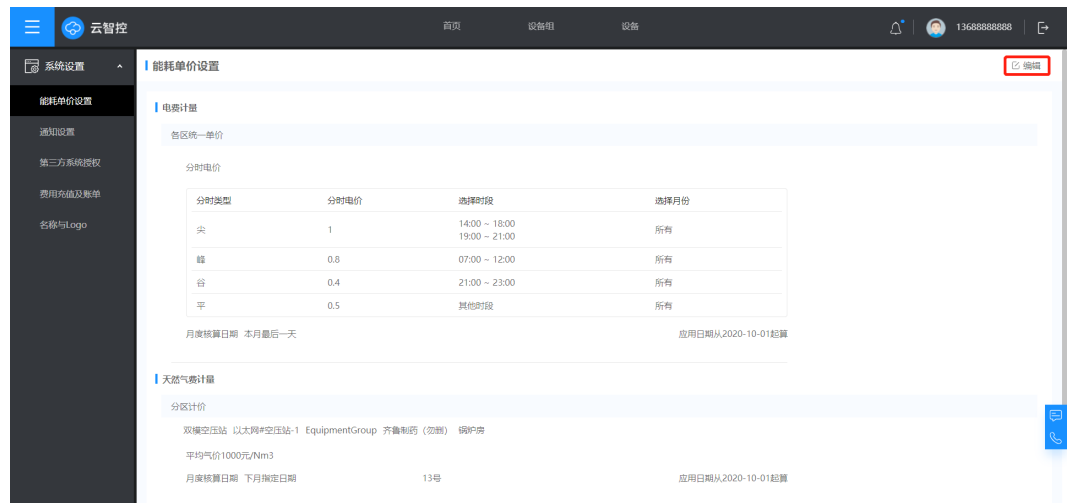 云智控
首页 设备组 设备
13688888888
系统设置
能耗单价设置
编辑
能耗单价设置
通知设置
第三方系统授权
费用充值及账单
名称与Logo
电费计量
各区统一单价
分时电价
分时类型 分时电价 选择时段 选择月份
尖 1 14:00 ~ 18:00 所有
19:00 ~ 21:00
峰 0.8 07:00 ~ 12:00 所有
谷 0.4 21:00 ~ 23:00 所有
平 0.5 其他时段 所有
月度核算日期 本月最后一天 应用日期从2020-10-01起算
天然气费计量
分区计价
双模空压站 以太网#空压站-1 EquipmentGroup 齐鲁制药 (勿删) 锅炉房
平均气价1000元/Nm3
月度核算日期 下月指定日期 13号 应用日期从2020-10-01起算